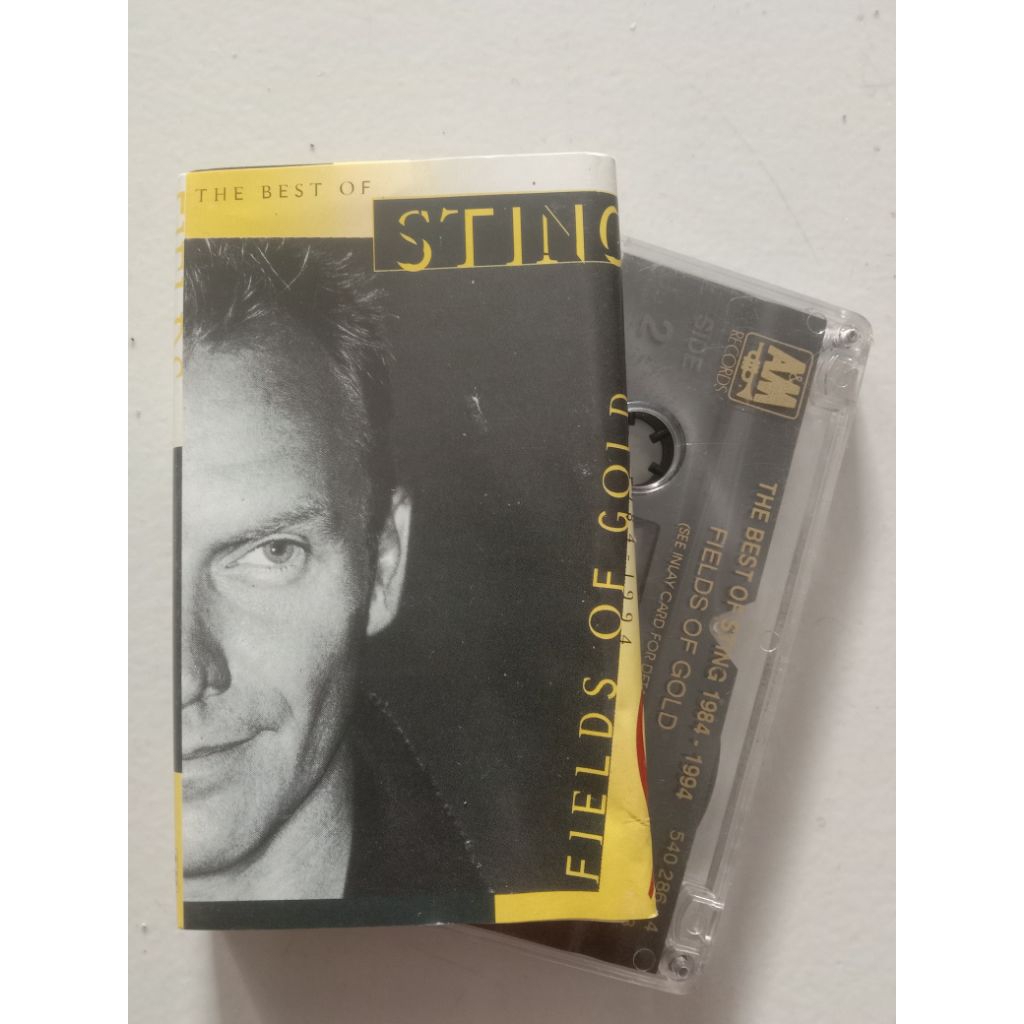 THE BEST OF
STING
FIELDS OF GOLD
1984-1994
SIDE
2
A&M
RECORDS
THE BEST OF STING 1984 - 1994
FIELDS OF GOLD
(SEE INLAY CARD FOR
540 286
4